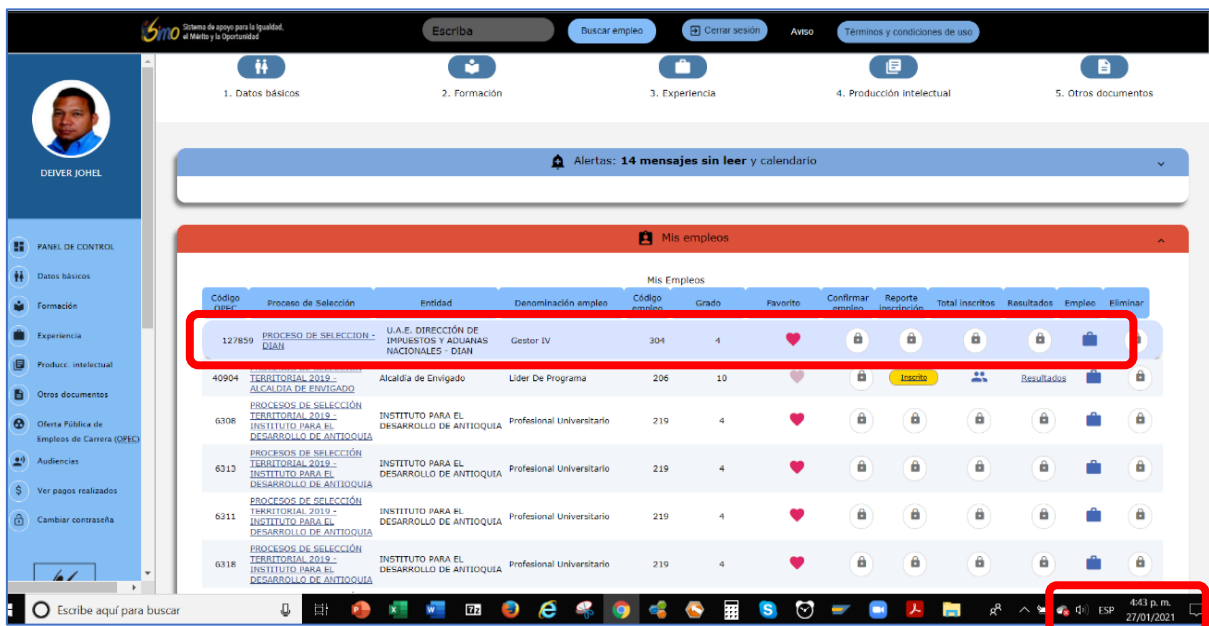 Simo Sistema de apoyo para la Igualdad,
el Mérito y la Oportunidad
Escriba
Buscar empleo
Cerrar sesión
Aviso
Términos y condiciones de uso
1. Datos básicos
2. Formación
3. Experiencia
4. Producción intelectual
5. Otros documentos
DEIVER JOHEL
Alertas: 14 mensajes sin leer y calendario
Mis empleos
PANEL DE CONTROL
Datos básicos
Formación
Experiencia
Producc. intelectual
Otros documentos
Oferta Pública de
Empleos de Carrera (OPEC)
Audiencias
Ver pagos realizados
Cambiar contraseña
Mis Empleos
Código OPEC Proceso de Selección Entidad Denominación empleo Código empleo Grado Favorito Confirmar empleo Reporte inscripción Total inscritos Resultados Empleo Eliminar
127859 PROCESO DE SELECCION - DIAN U.A.E. DIRECCIÓN DE IMPUESTOS Y ADUANAS NACIONALES - DIAN Gestor IV 304 4
40904 TERRITORIAL 2019 - ALCALDIA DE ENVIGADO Alcaldía de Envigado Lider De Programa 206 10 Inscrito Resultados
6308 PROCESOS DE SELECCIÓN TERRITORIAL 2019 - INSTITUTO PARA EL DESARROLLO DE ANTIOQUIA INSTITUTO PARA EL DESARROLLO DE ANTIOQUIA Profesional Universitario 219 4
6313 PROCESOS DE SELECCIÓN TERRITORIAL 2019 - INSTITUTO PARA EL DESARROLLO DE ANTIOQUIA INSTITUTO PARA EL DESARROLLO DE ANTIOQUIA Profesional Universitario 219 4
6311 PROCESOS DE SELECCIÓN TERRITORIAL 2019 - INSTITUTO PARA EL DESARROLLO DE ANTIOQUIA INSTITUTO PARA EL DESARROLLO DE ANTIOQUIA Profesional Universitario 219 4
6318 PROCESOS DE SELECCIÓN TERRITORIAL 2019 - INSTITUTO PARA EL DESARROLLO DE ANTIOQUIA INSTITUTO PARA EL DESARROLLO DE ANTIOQUIA Profesional Universitario 219 4
Escribe aquí para buscar
ESP
4:43 p. m.
27/01/2021